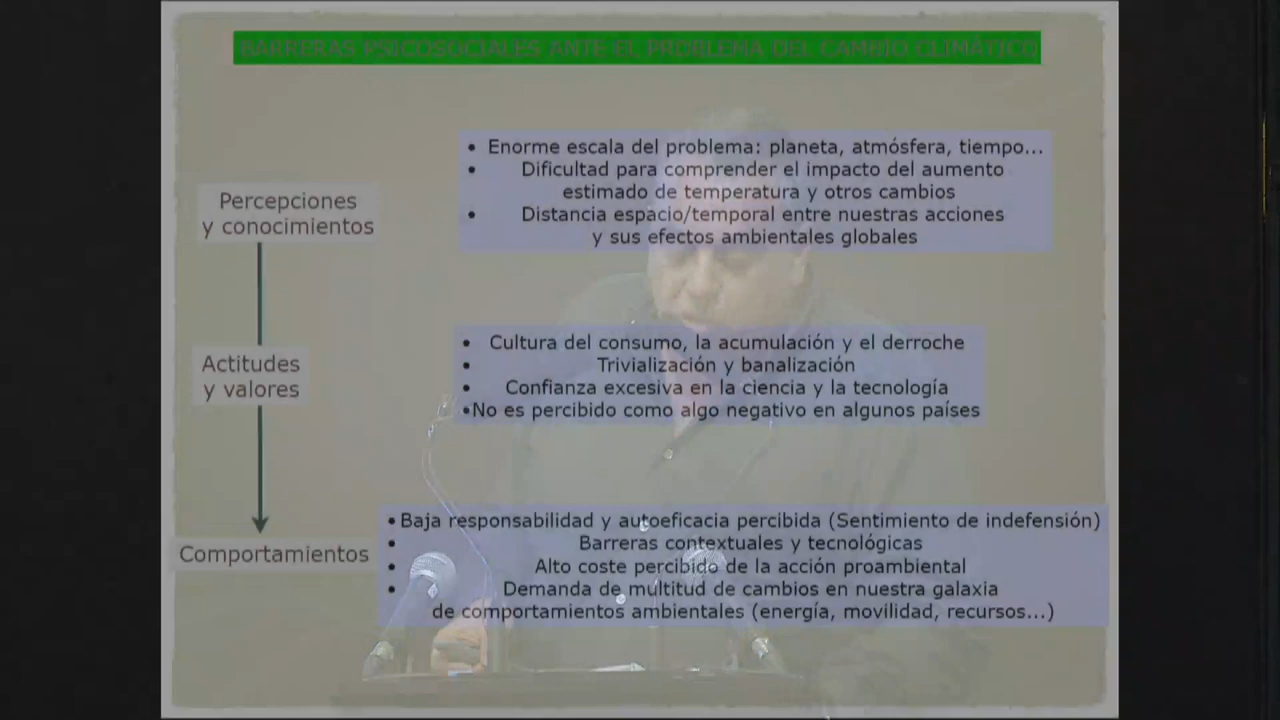 BARRERAS PSICOSOCIALES ANTE EL PROBLEMA DEL CAMBIO CLIMÁTICO
• Enorme escala del problema: planeta, atmósfera, tiempo...
• Dificultad para comprender el impacto del aumento
estimado de temperatura y otros cambios
• Distancia espacio/temporal entre nuestras acciones
y sus efectos ambientales globales
Percepciones
y conocimientos
• Cultura del consumo, la acumulación y el derroche
• Trivialización y banalización
• Confianza excesiva en la ciencia y la tecnología
•No es percibido como algo negativo en algunos países
Actitudes
y valores
• Baja responsabilidad y autoeficacia percibida (Sentimiento de indefensión)
• Barreras contextuales y tecnológicas
• Alto coste percibido de la acción proambiental
• Demanda de multitud de cambios en nuestra galaxia
de comportamientos ambientales (energía, movilidad, recursos...)
Comportamientos